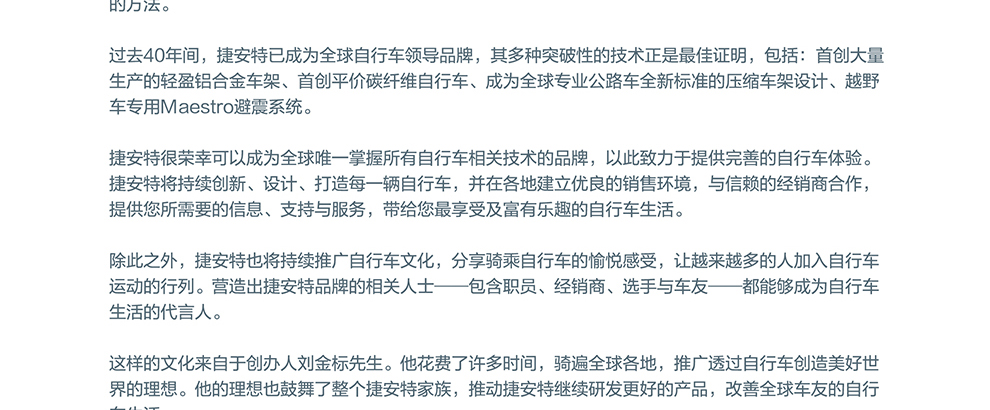 的方法。
过去40年间，捷安特已成为全球自行车领导品牌，其多种突破性的技术正是最佳证明，包括：首创大量
生产的轻盈铝合金车架、首创平价碳纤维自行车、成为全球专业公路车全新标准的压缩车架设计、越野
车专用Maestro避震系统。
捷安特很荣幸可以成为全球唯一掌握所有自行车相关技术的品牌，以此致力于提供完善的自行车体验。
捷安特将持续创新、设计、打造每一辆自行车，并在各地建立优良的销售环境，与信赖的经销商合作，
提供您所需要的信息、支持与服务，带给您最享受及富有乐趣的自行车生活。
除此之外，捷安特也将持续推广自行车文化，分享骑乘自行车的愉悦感受，让越来越多的人加入自行车
运动的行列。营造出捷安特品牌的相关人士——包含职员、经销商、选手与车友——都能够成为自行车
生活的代言人。
这样的文化来自于创办人刘金标先生。他花费了许多时间，骑遍全球各地，推广透过自行车创造美好世
界的理想。他的理想也鼓舞了整个捷安特家族，推动捷安特继续研发更好的产品，改善全球车友的自行